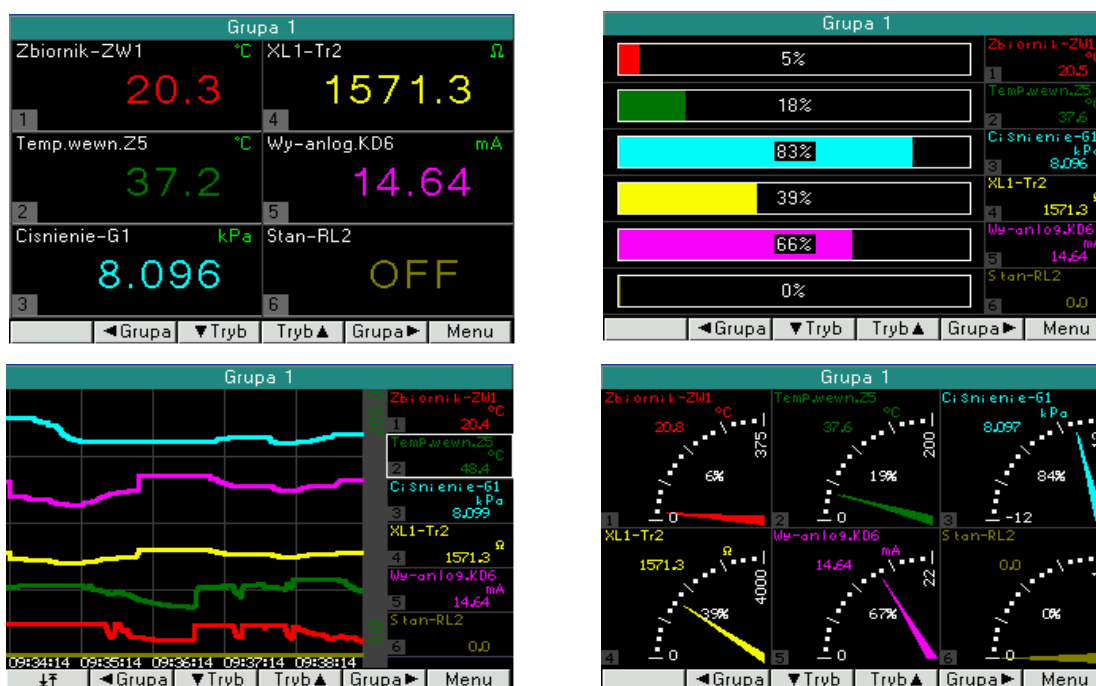 Grupa 1
Zbiornik-ZW1 °C
20.3
1
XL1-Tr2 Ω
1571.3
4
Temp.wewn.Z5 °C
37.2
2
Wy-anlog.KD6 mA
14.64
5
Cisnienie-G1 kPa
8.096
3
Stan-RL2
OFF
6
◄Grupa ▼Tryb Tryb▲ Grupa► Menu
Grupa 1
5%
Zbiornik-ZW1
1 20.5
18%
Temp.wewn.Z5
2 37.6
83%
Ciśnienie-G1
kPa
3 8.096
39%
XL1-Tr2
4 1571.3
66%
Wy-anlog.KD6
5 14.64
0%
Stan-RL2
6 0.0
◄Grupa ▼Tryb Tryb▲ Grupa► Menu
Grupa 1
Zbiornik-ZW1
°C
1 20.4
Temp.wewn.Z5
°C
2 48.4
Ciśnienie-G1
kPa
3 8.099
XL1-Tr2
Ω
4 1571.3
Wy-anlog.KD6
mA
5 14.64
Stan-RL2
6 0.0
09:34:14 09:35:14 09:36:14 09:37:14 09:38:14
◄Grupa ▼Tryb Tryb▲ Grupa► Menu
Grupa 1
Zbiornik-ZW1
°C
20.8
375
6%
1 0
Temp.wewn.Z5
°C
37.6
200
19%
2 0
Ciśnienie-G1
kPa
8.097
84%
3 -12
XL1-Tr2
Ω
1571.3
4000
39%
4 0
Wy-anlog.KD6
mA
14.64
22
67%
5 0
Stan-RL2
0.0
0%
6 0
◄Grupa ▼Tryb Tryb▲ Grupa► Menu